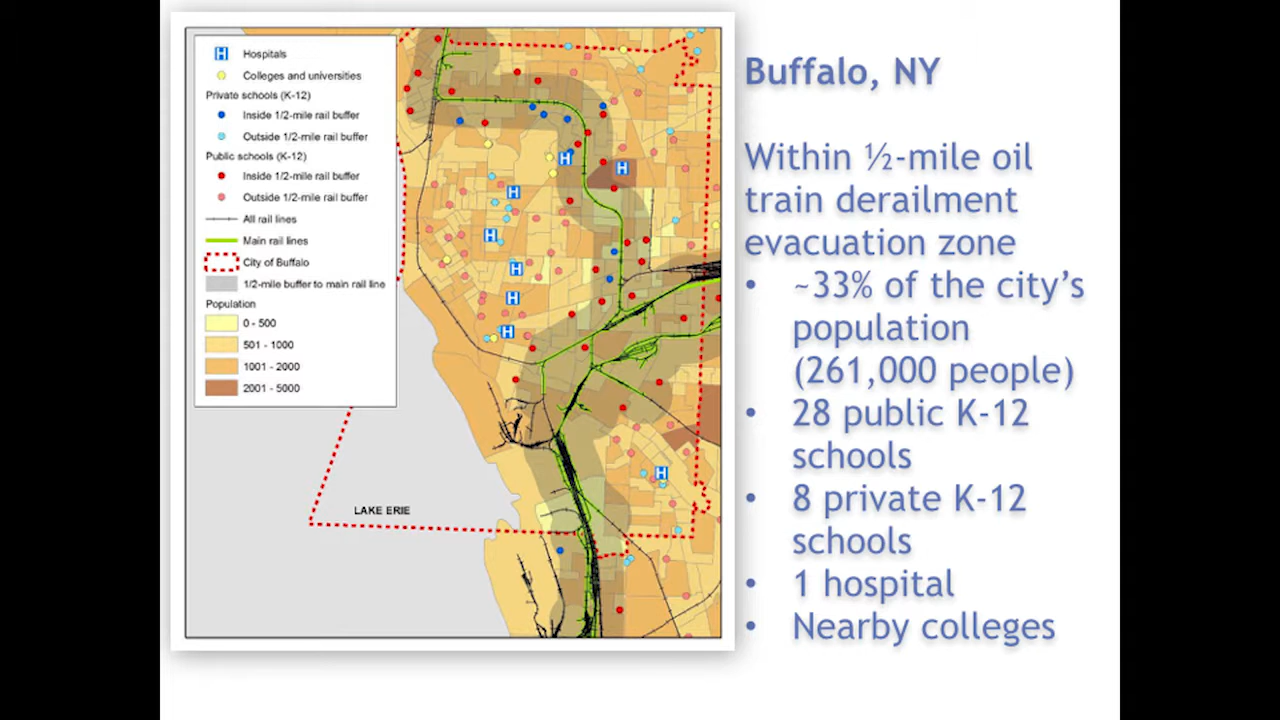 Hospitals
Colleges and universities
Private schools (K-12)
Inside 1/2-mile rail buffer
Outside 1/2-mile rail buffer
Public schools (K-12)
Inside 1/2-mile rail buffer
Outside 1/2-mile rail buffer
All rail lines
Main rail lines
City of Buffalo
1/2-mile buffer to main rail line
Population
0 - 500
501 - 1000
1001 - 2000
2001 - 5000
LAKE ERIE
Buffalo, NY
Within ½-mile oil
train derailment
evacuation zone
• ~33% of the city’s
population
(261,000 people)
• 28 public K-12
schools
• 8 private K-12
schools
• 1 hospital
• Nearby colleges